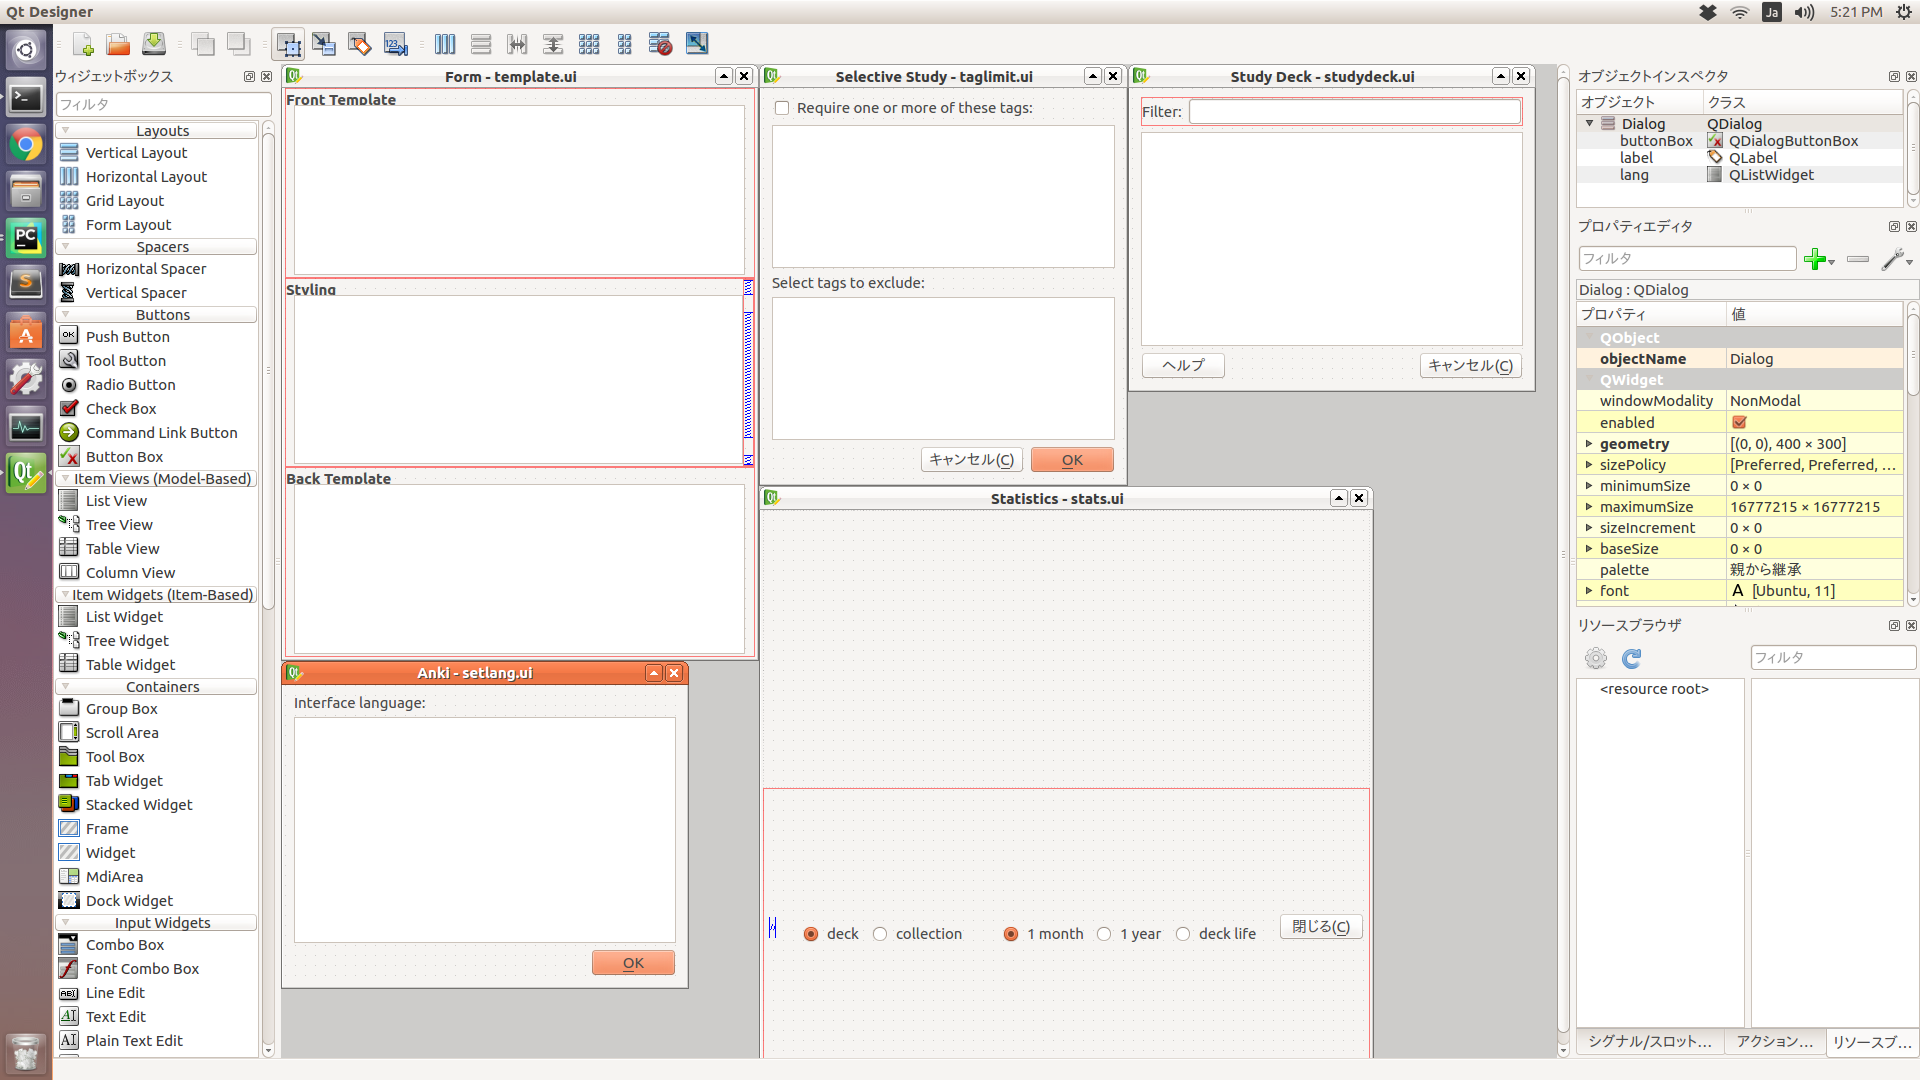 Qt Designer
Ja
5:21 PM
ウィジェットボックス
フィルタ
Layouts
Vertical Layout
Horizontal Layout
Grid Layout
Form Layout
Spacers
Horizontal Spacer
Vertical Spacer
Buttons
OK
Push Button
Tool Button
Radio Button
Check Box
Command Link Button
Button Box
Item Views (Model-Based)
List View
Tree View
Table View
Column View
Item Widgets (Item-Based)
List Widget
Tree Widget
Table Widget
Containers
Group Box
Scroll Area
Tool Box
Tab Widget
Stacked Widget
Frame
Widget
MdiArea
Dock Widget
Input Widgets
Combo Box
Font Combo Box
Line Edit
Text Edit
Plain Text Edit
Form - template.ui
Front Template
Styling
Back Template
Selective Study - taglimit.ui
Require one or more of these tags:
Select tags to exclude:
キャンセル(C)
OK
Study Deck - studydeck.ui
Filter:
ヘルプ
キャンセル(C)
Anki - setlang.ui
Interface language:
OK
Statistics - stats.ui
deck collection 1 month 1 year deck life 閉じる(C)
オブジェクトインスペクタ
オブジェクト クラス
Dialog QDialog
buttonBox QDialogButtonBox
label QLabel
lang QListWidget
プロパティエディタ
フィルタ
Dialog : QDialog
プロパティ 値
QObject
objectName Dialog
QWidget
windowModality NonModal
enabled
geometry [(0, 0), 400 × 300]
sizePolicy [Preferred, Preferred, ...
minimumSize 0 × 0
maximumSize 16777215 × 16777215
sizeIncrement 0 × 0
baseSize 0 × 0
palette 親から継承
font A [Ubuntu, 11]
リソースブラウザ
フィルタ
<resource root>
シグナル/スロット... アクション... リソースブ...